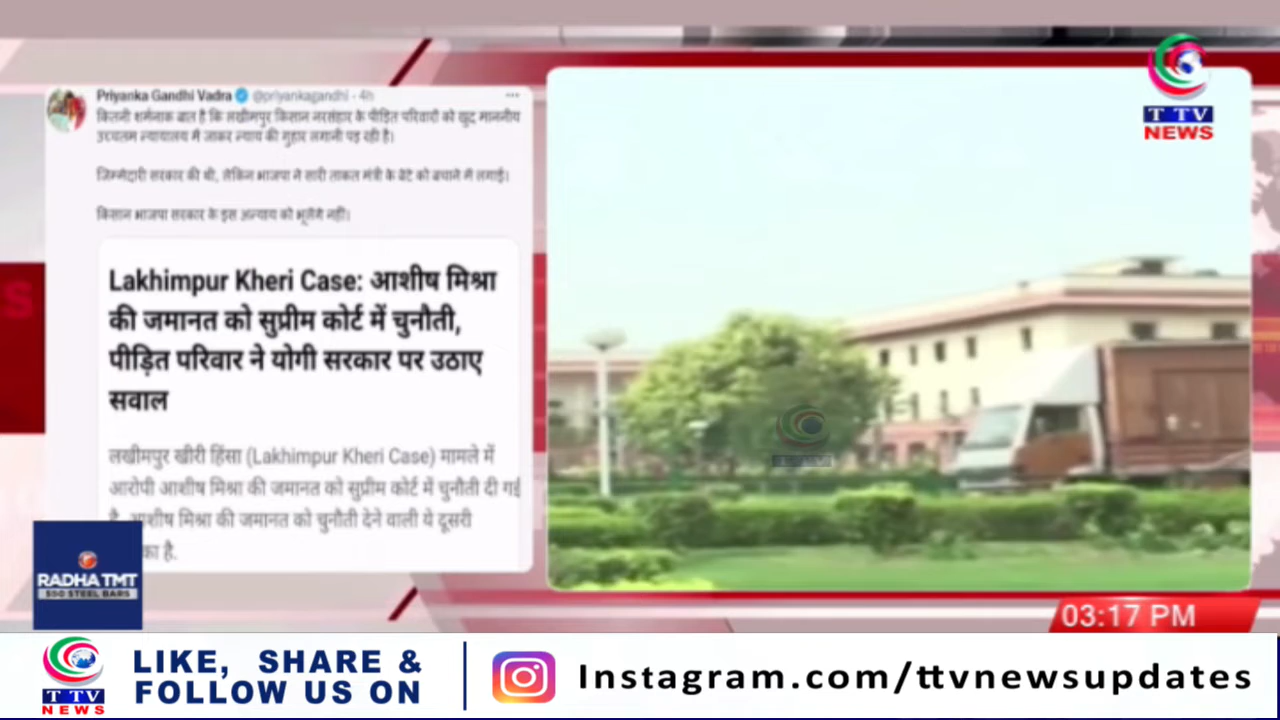 Priyanka Gandhi Vadra @priyankagandhi · 4h
कितनी शर्मनाक बात है कि लखीमपुर किसान नरसंहार के पीड़ित परिवारों को खुद माननीय
उच्चतम न्यायालय में जाकर न्याय की गुहार लगानी पड़ रही है।
जिम्मेदारी सरकार की थी, लेकिन भाजपा ने सारी ताकत मंत्री के बेटे को बचाने में लगाई।
किसान भाजपा सरकार के इस अन्याय को भूलेंगे नहीं।
Lakhimpur Kheri Case: आशीष मिश्रा
की जमानत को सुप्रीम कोर्ट में चुनौती,
पीड़ित परिवार ने योगी सरकार पर उठाए
सवाल
लखीमपुर खीरी हिंसा (Lakhimpur Kheri Case) मामले में
आरोपी आशीष मिश्रा की जमानत को सुप्रीम कोर्ट में चुनौती दी गई
आशीष मिश्रा की जमानत को चुनौती देने वाली ये दूसरी
का है.
T TV
NEWS
RADHA TMT
550 STEEL BARS
03:17 PM
T TV
NEWS
LIKE, SHARE &
FOLLOW US ON
Instagram.com/ttvnewsupdates